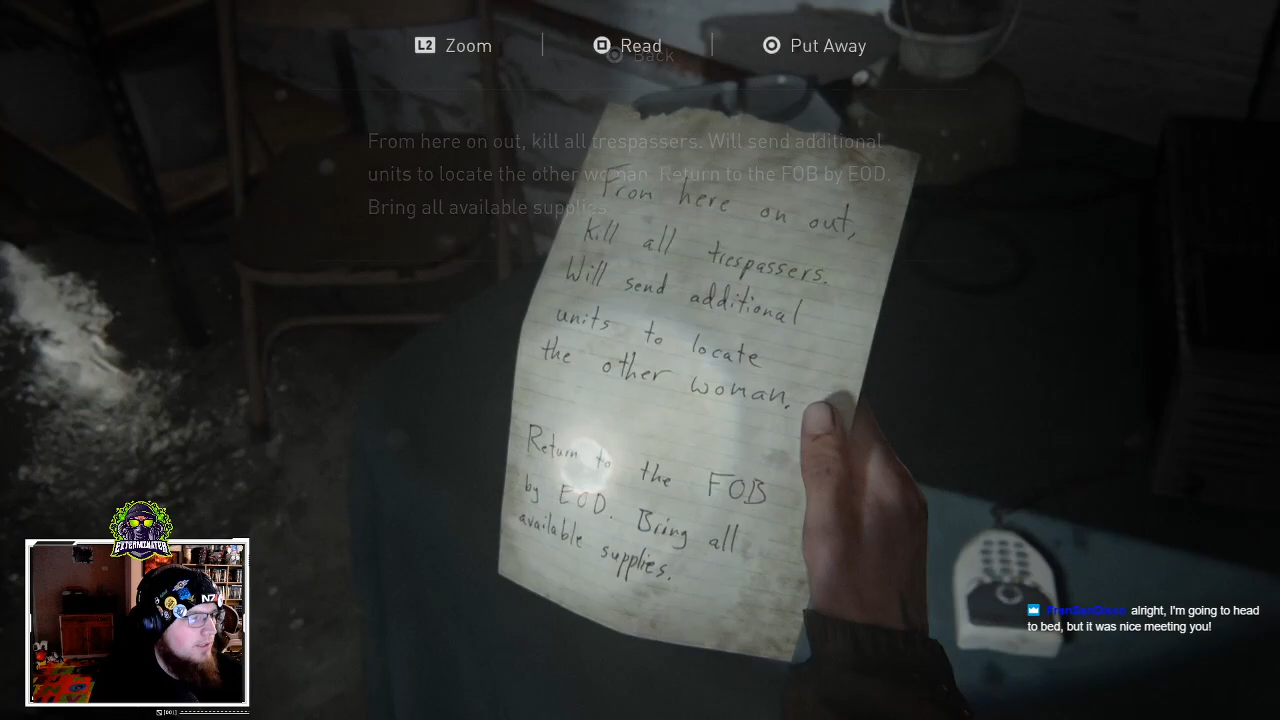 L2 Zoom
Read
Put Away
Back
From here on out, kill all trespassers. Will send additional
units to locate the other woman. Return to the FOB by EOD.
Bring all available supplies.
From here on out,
kill all trespassers.
Will send additional
units to locate
the other woman.
Return to the FOB
by EOD. Bring all
available supplies.
EXTERMINATER
N7
alright, I'm going to head
to bed, but it was nice meeting you!